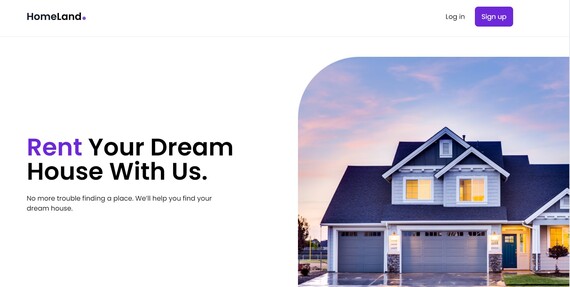 HomeLand.
Log in
Sign up
Rent Your Dream
House With Us.
No more trouble finding a place. We'll help you find your
dream house.